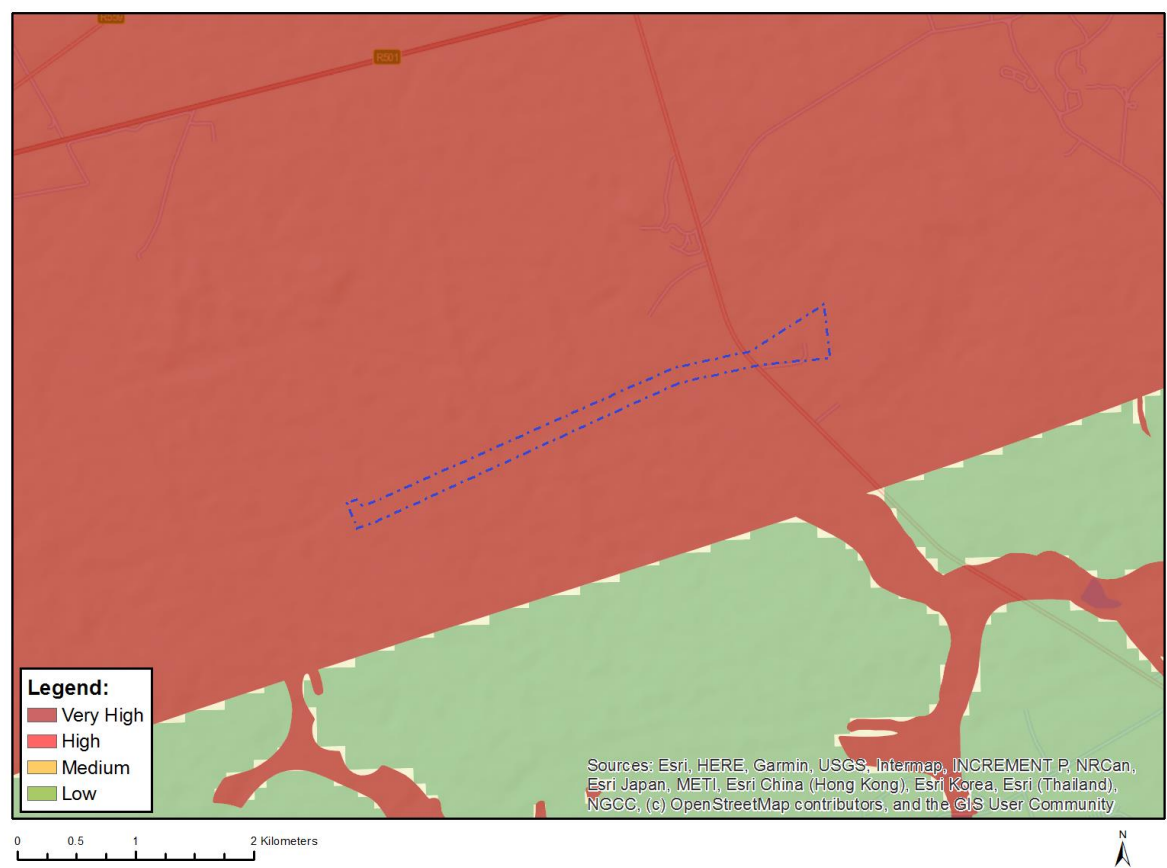 R501
Legend:
Very High
High
Medium
Low
Sources: Esri, HERE, Garmin, USGS, Intermap, INCREMENT P, NRCan,
Esri Japan, METI, Esri China (Hong Kong), Esri Korea, Esri (Thailand),
NGCC, (c) OpenStreetMap contributors, and the GIS User Community
0 0.5 1 2 Kilometers
N